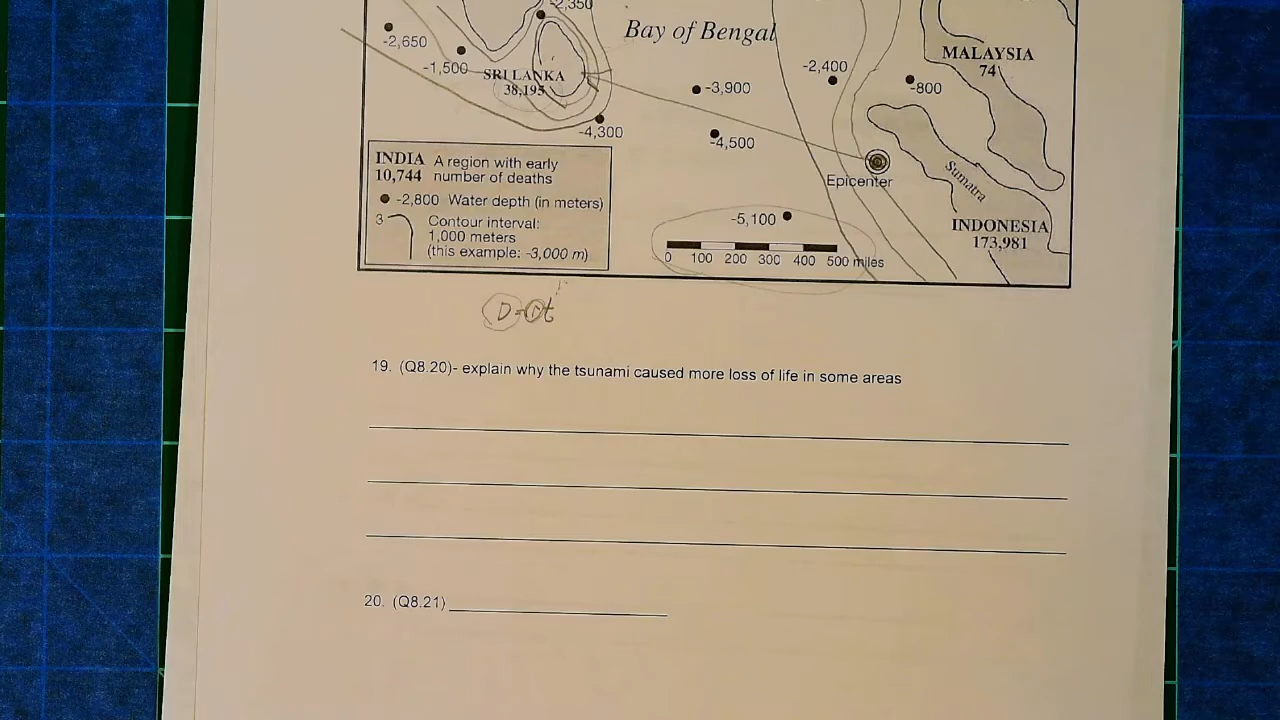 -2,350
Bay of Bengal
-2,650
-1,500
SRI LANKA
38,195
-4,300
-3,900
-4,500
-2,400
-800
MALAYSIA
74
Epicenter
Sumatra
INDONESIA
173,981
-5,100
0 100 200 300 400 500 miles
INDIA A region with early
10,744 number of deaths
-2,800 Water depth (in meters)
3 Contour interval:
1,000 meters
(this example: -3,000 m)
19. (Q8.20)- explain why the tsunami caused more loss of life in some areas
20. (Q8.21)